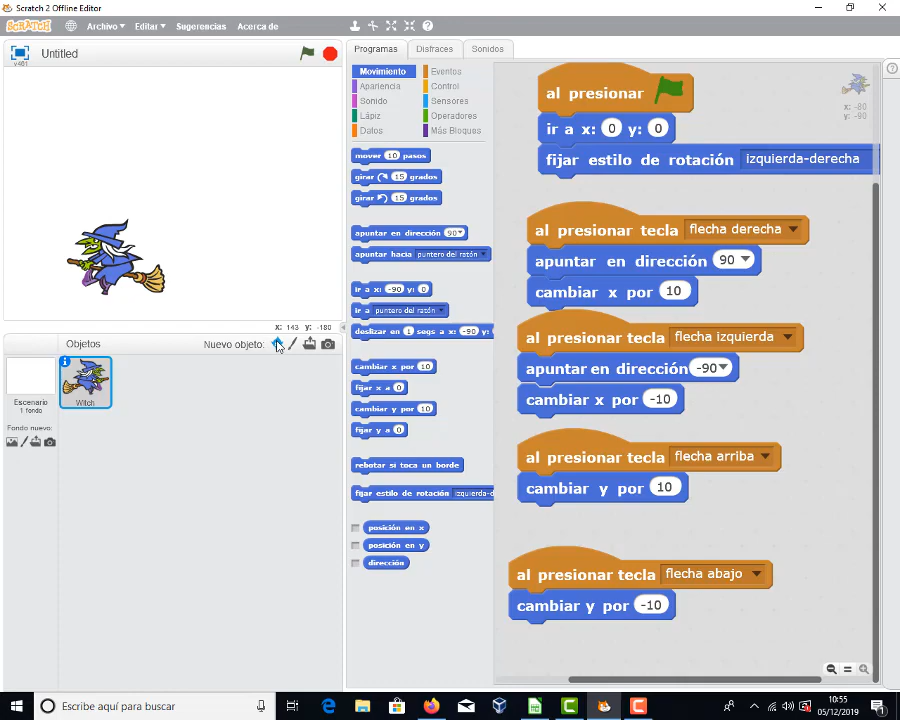 Scratch 2 Offline Editor
SCRATCH
Archivo
Editar
Sugerencias
Acerca de
v461
Untitled
Programas
Disfraces
Sonidos
Movimiento
Apariencia
Sonido
Lápiz
Datos
Eventos
Control
Sensores
Operadores
Más Bloques
mover 10 pasos
girar 15 grados
girar 15 grados
apuntar en dirección 90
apuntar hacia puntero del ratón
ir a x: -90 y: 0
ir a puntero del ratón
deslizar en 1 segs a x: -90 y:
cambiar x por 10
fijar x a 0
cambiar y por 10
fijar y a 0
rebotar si toca un borde
fijar estilo de rotación izquierda-d
posición en x
posición en y
dirección
al presionar
ir a x: 0 y: 0
fijar estilo de rotación izquierda-derecha
al presionar tecla flecha derecha
apuntar en dirección 90
cambiar x por 10
al presionar tecla flecha izquierda
apuntar en dirección -90
cambiar x por -10
al presionar tecla flecha arriba
cambiar y por 10
al presionar tecla flecha abajo
cambiar y por -10
x: -80
y: -90
x: 143 y: -180
Objetos
Nuevo objeto:
Escenario
1 fondo
Fondo nuevo:
Witch
Escribe aquí para buscar
10:55
05/12/2019
1